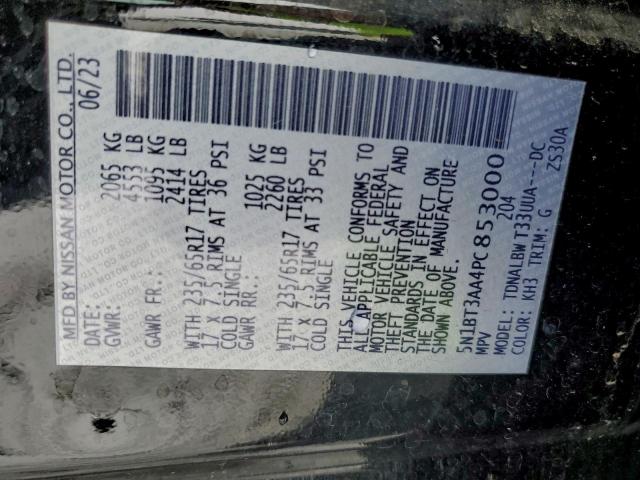 MFD BY NISSAN MOTOR CO., LTD.
DATE: 06/23
GVWR: 2065 KG
4553 LB
GAWR FR.: 1095 KG
2414 LB
WITH 235/65R17 TIRES
17 X 7.5 RIMS AT 36 PSI
COLD SINGLE
GAWR RR.: 1025 KG
2260 LB
WITH 235/65R17 TIRES
17 X 7.5 RIMS AT 33 PSI
COLD SINGLE
THIS VEHICLE CONFORMS TO
ALL APPLICABLE FEDERAL
MOTOR VEHICLE SAFETY AND
THEFT PREVENTION
STANDARDS IN EFFECT ON
THE DATE OF MANUFACTURE
SHOWN ABOVE.
5N1BT3AA4PC853000
MPV 204
MODEL: TDNALBW T33UUA---DC
COLOR: KH3 TRIM: G ZS30A